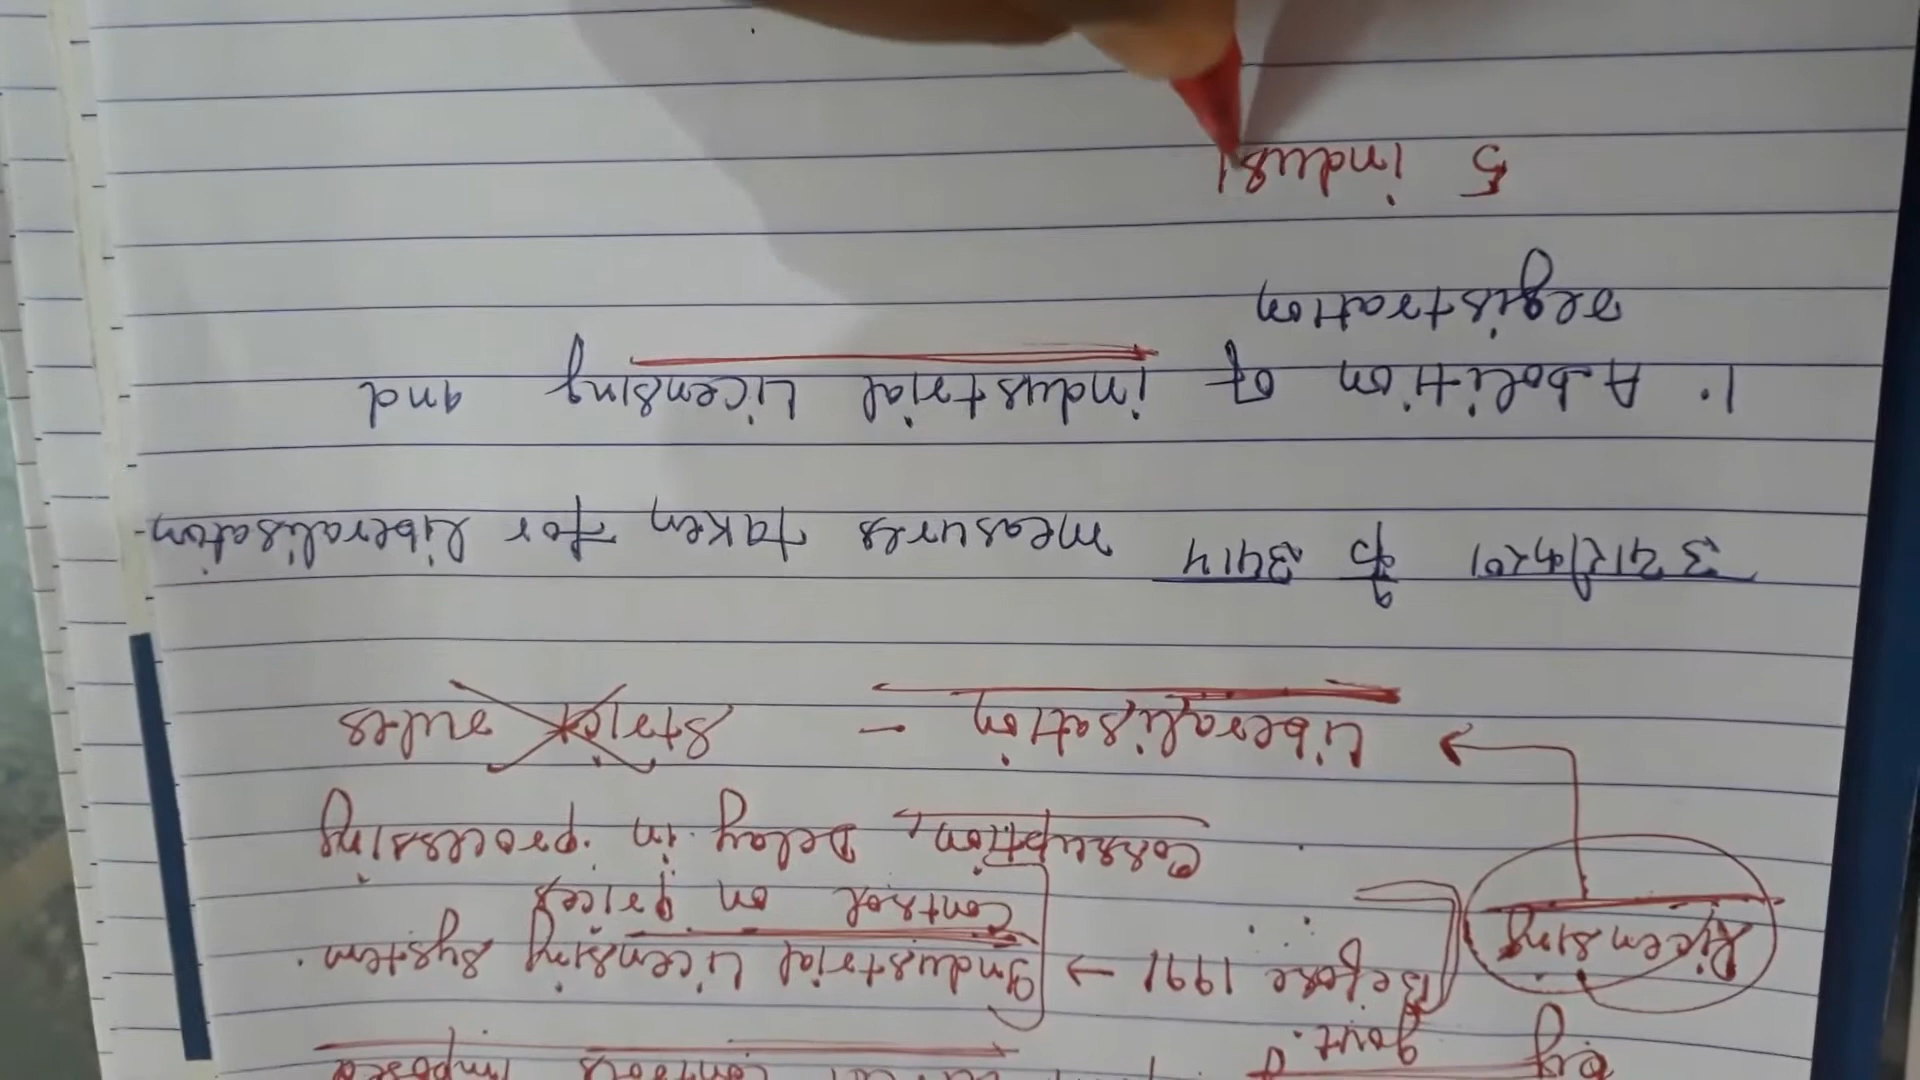 by govt.
Licensing
Before 1991 → Industrial Licensing System.
Control on prices
Corruption, Delay in processing
Liberalisation - Strict rules
उदारीकरण के उपाय measures taken for liberalisation-
1. Abolition of industrial Licensing and
registration
5 indust